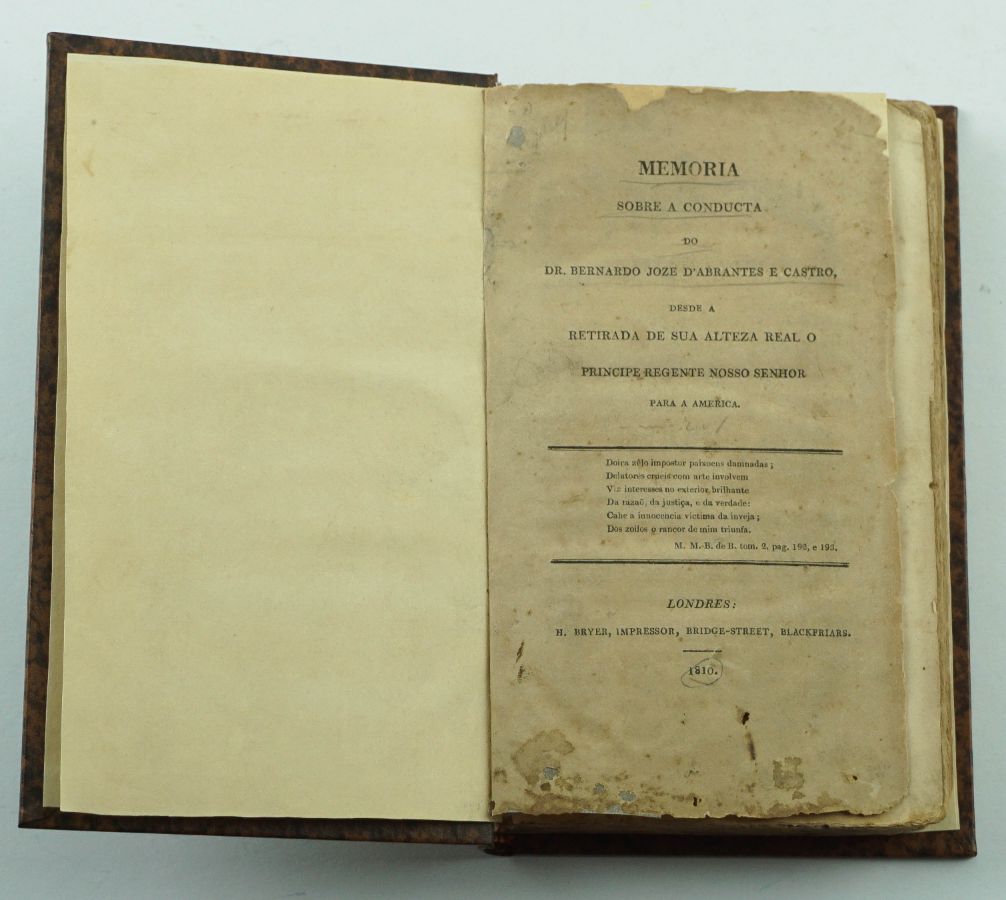 MEMORIA
SOBRE A CONDUCTA
DO
DR. BERNARDO JOZE D'ABRANTES E CASTRO,
DESDE A
RETIRADA DE SUA ALTEZA REAL O
PRINCIPE REGENTE NOSSO SENHOR
PARA A AMERICA.
Doira zêlo impostor paixoens damnadas;
Delatores crueis com arte involvem
Vis interesses no exterior brilhante
Da razaõ, da justiça, e da verdade:
Cahe a innocencia victima da inveja;
Dos zoilos o rancor de mim triunfa.
M. M. B. de B. tom. 2, pag. 192, e 193.
LONDRES:
H. BRYER, IMPRESSOR, BRIDGE-STREET, BLACKFRIARS.
1810.